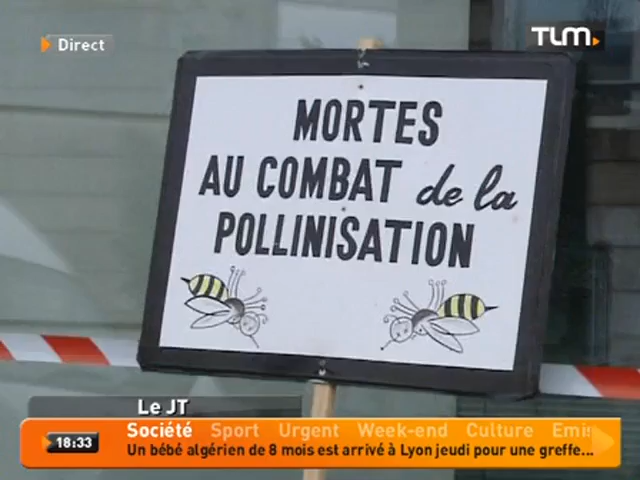 Direct
TLM
MORTES
AU COMBAT de la
POLLINISATION
Le JT
Société Sport Urgent Week-end Culture Emis
18:33
Un bébé algérien de 8 mois est arrivé à Lyon jeudi pour une greffe...